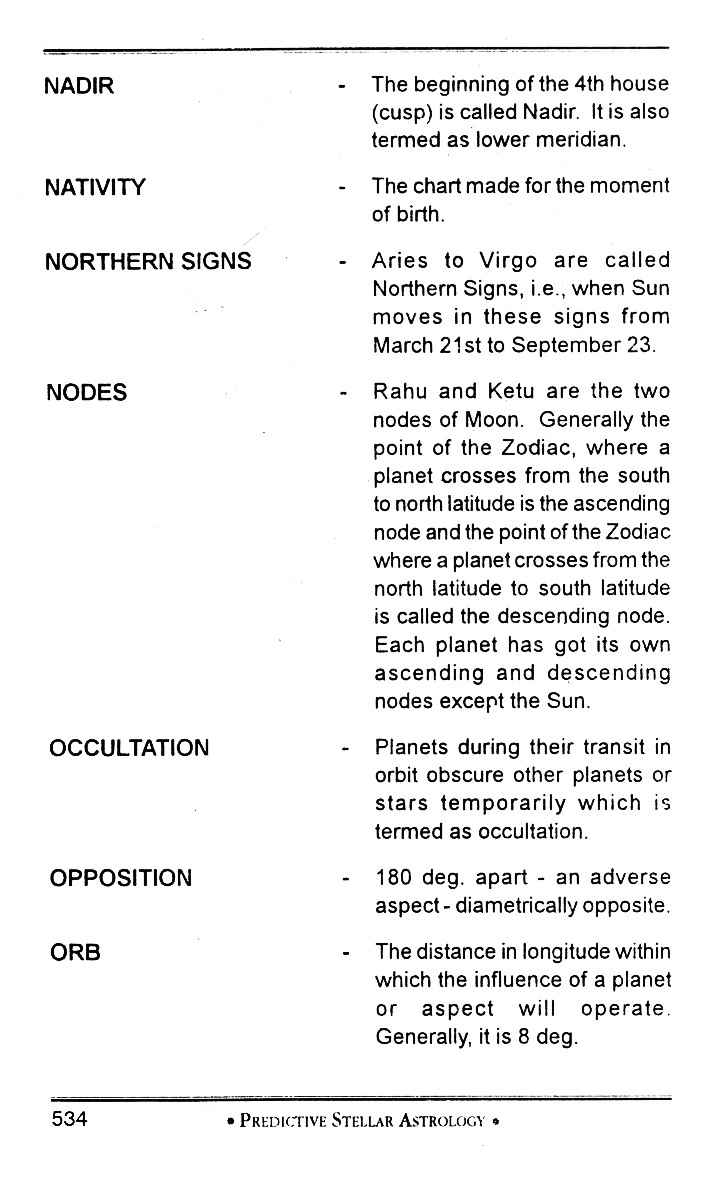 NADIR - The beginning of the 4th house
(cusp) is called Nadir. It is also
termed as lower meridian.
NATIVITY - The chart made for the moment
of birth.
NORTHERN SIGNS - Aries to Virgo are called
Northern Signs, i.e., when Sun
moves in these signs from
March 21st to September 23.
NODES - Rahu and Ketu are the two
nodes of Moon. Generally the
point of the Zodiac, where a
planet crosses from the south
to north latitude is the ascending
node and the point of the Zodiac
where a planet crosses from the
north latitude to south latitude
is called the descending node.
Each planet has got its own
ascending and descending
nodes except the Sun.
OCCULTATION - Planets during their transit in
orbit obscure other planets or
stars temporarily which is
termed as occultation.
OPPOSITION - 180 deg. apart - an adverse
aspect - diametrically opposite.
ORB - The distance in longitude within
which the influence of a planet
or aspect will operate.
Generally, it is 8 deg.
534 • PREDICTIVE STELLAR ASTROLOGY •